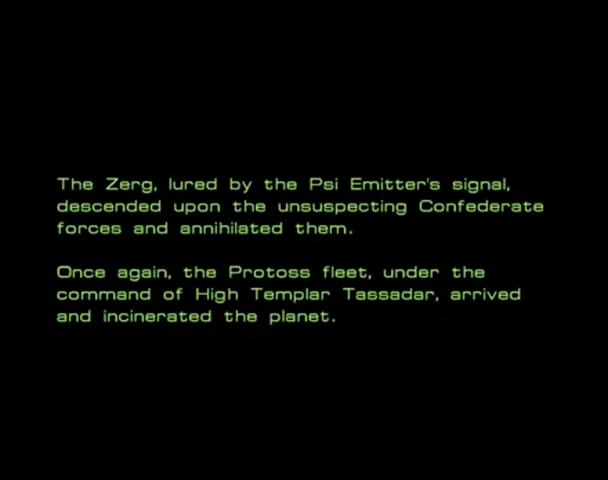 The Zerg, lured by the Psi Emitter's signal,
descended upon the unsuspecting Confederate
forces and annihilated them.
Once again, the Protoss fleet, under the
command of High Templar Tassadar, arrived
and incinerated the planet.